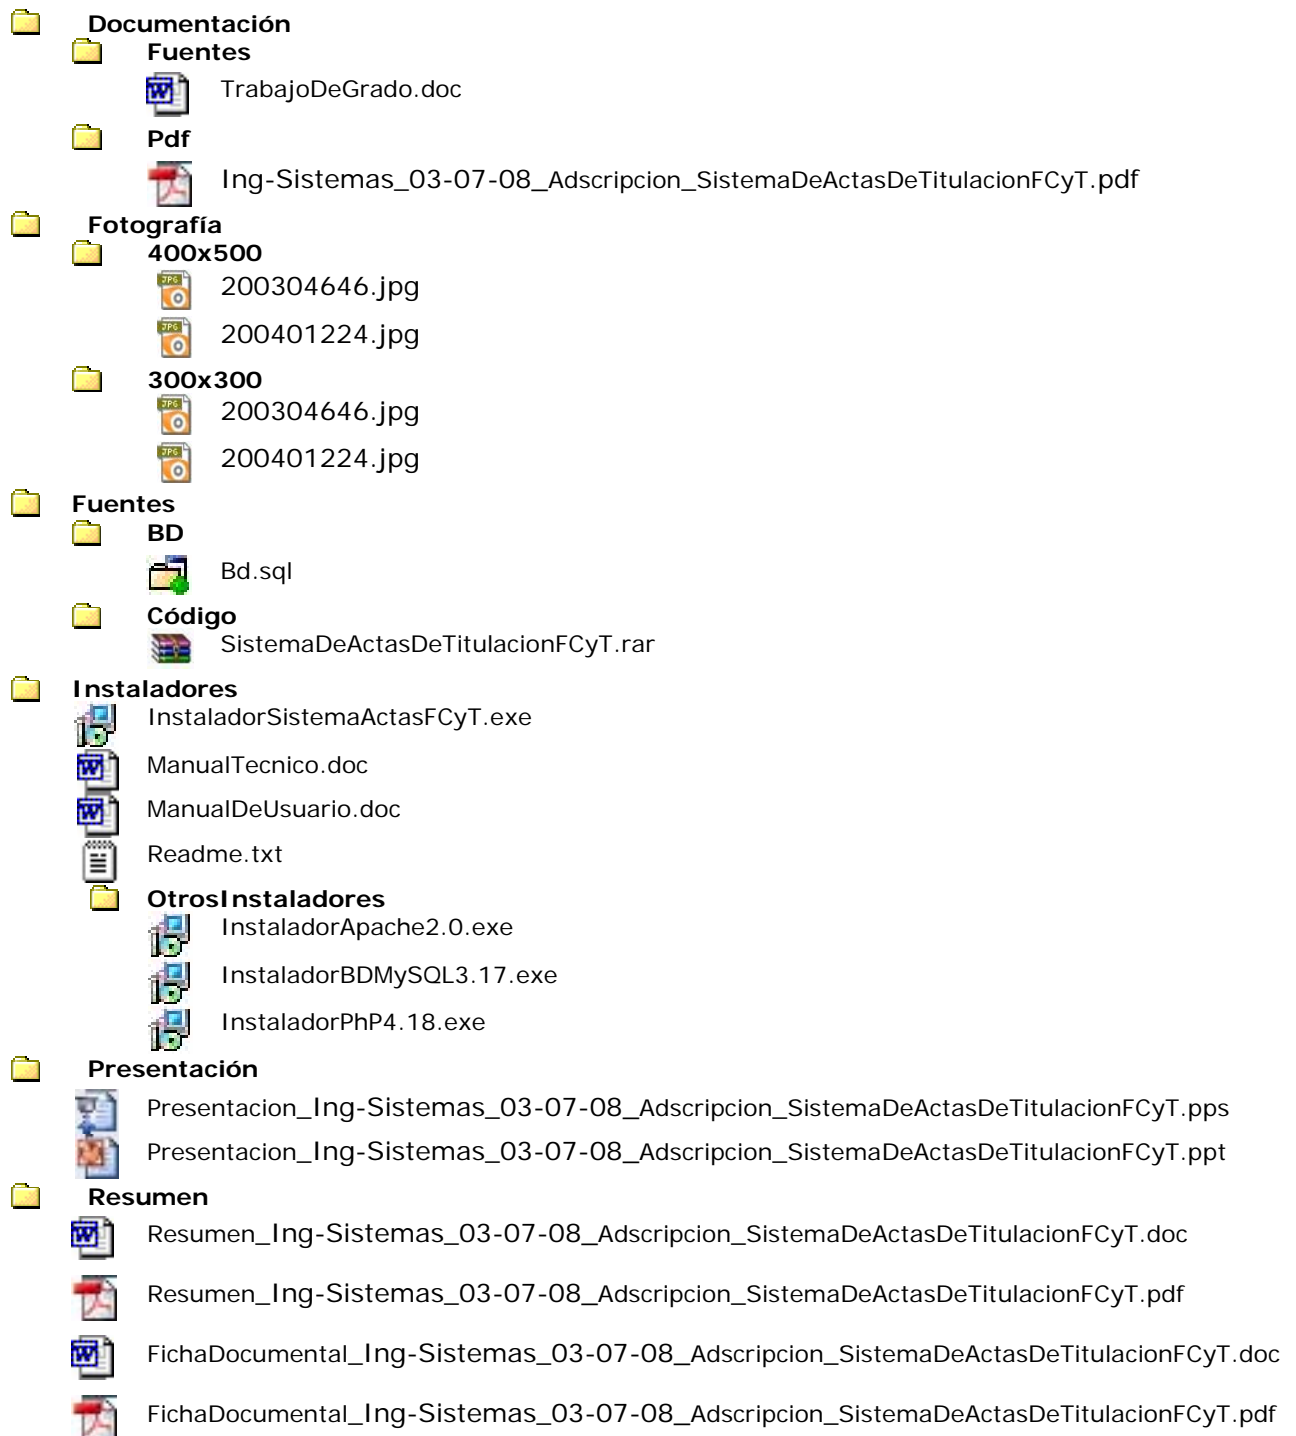 Documentación
Fuentes
TrabajoDeGrado.doc
Pdf
Ing-Sistemas_03-07-08_Adscripcion_SistemaDeActasDeTitulacionFCyT.pdf
Fotografía
400x500
200304646.jpg
200401224.jpg
300x300
200304646.jpg
200401224.jpg
Fuentes
BD
Bd.sql
Código
SistemaDeActasDeTitulacionFCyT.rar
Instaladores
InstaladorSistemaActasFCyT.exe
ManualTecnico.doc
ManualDeUsuario.doc
Readme.txt
OtrosInstaladores
InstaladorApache2.0.exe
InstaladorBDMySQL3.17.exe
InstaladorPhP4.18.exe
Presentación
Presentacion_Ing-Sistemas_03-07-08_Adscripcion_SistemaDeActasDeTitulacionFCyT.pps
Presentacion_Ing-Sistemas_03-07-08_Adscripcion_SistemaDeActasDeTitulacionFCyT.ppt
Resumen
Resumen_Ing-Sistemas_03-07-08_Adscripcion_SistemaDeActasDeTitulacionFCyT.doc
Resumen_Ing-Sistemas_03-07-08_Adscripcion_SistemaDeActasDeTitulacionFCyT.pdf
FichaDocumental_Ing-Sistemas_03-07-08_Adscripcion_SistemaDeActasDeTitulacionFCyT.doc
FichaDocumental_Ing-Sistemas_03-07-08_Adscripcion_SistemaDeActasDeTitulacionFCyT.pdf